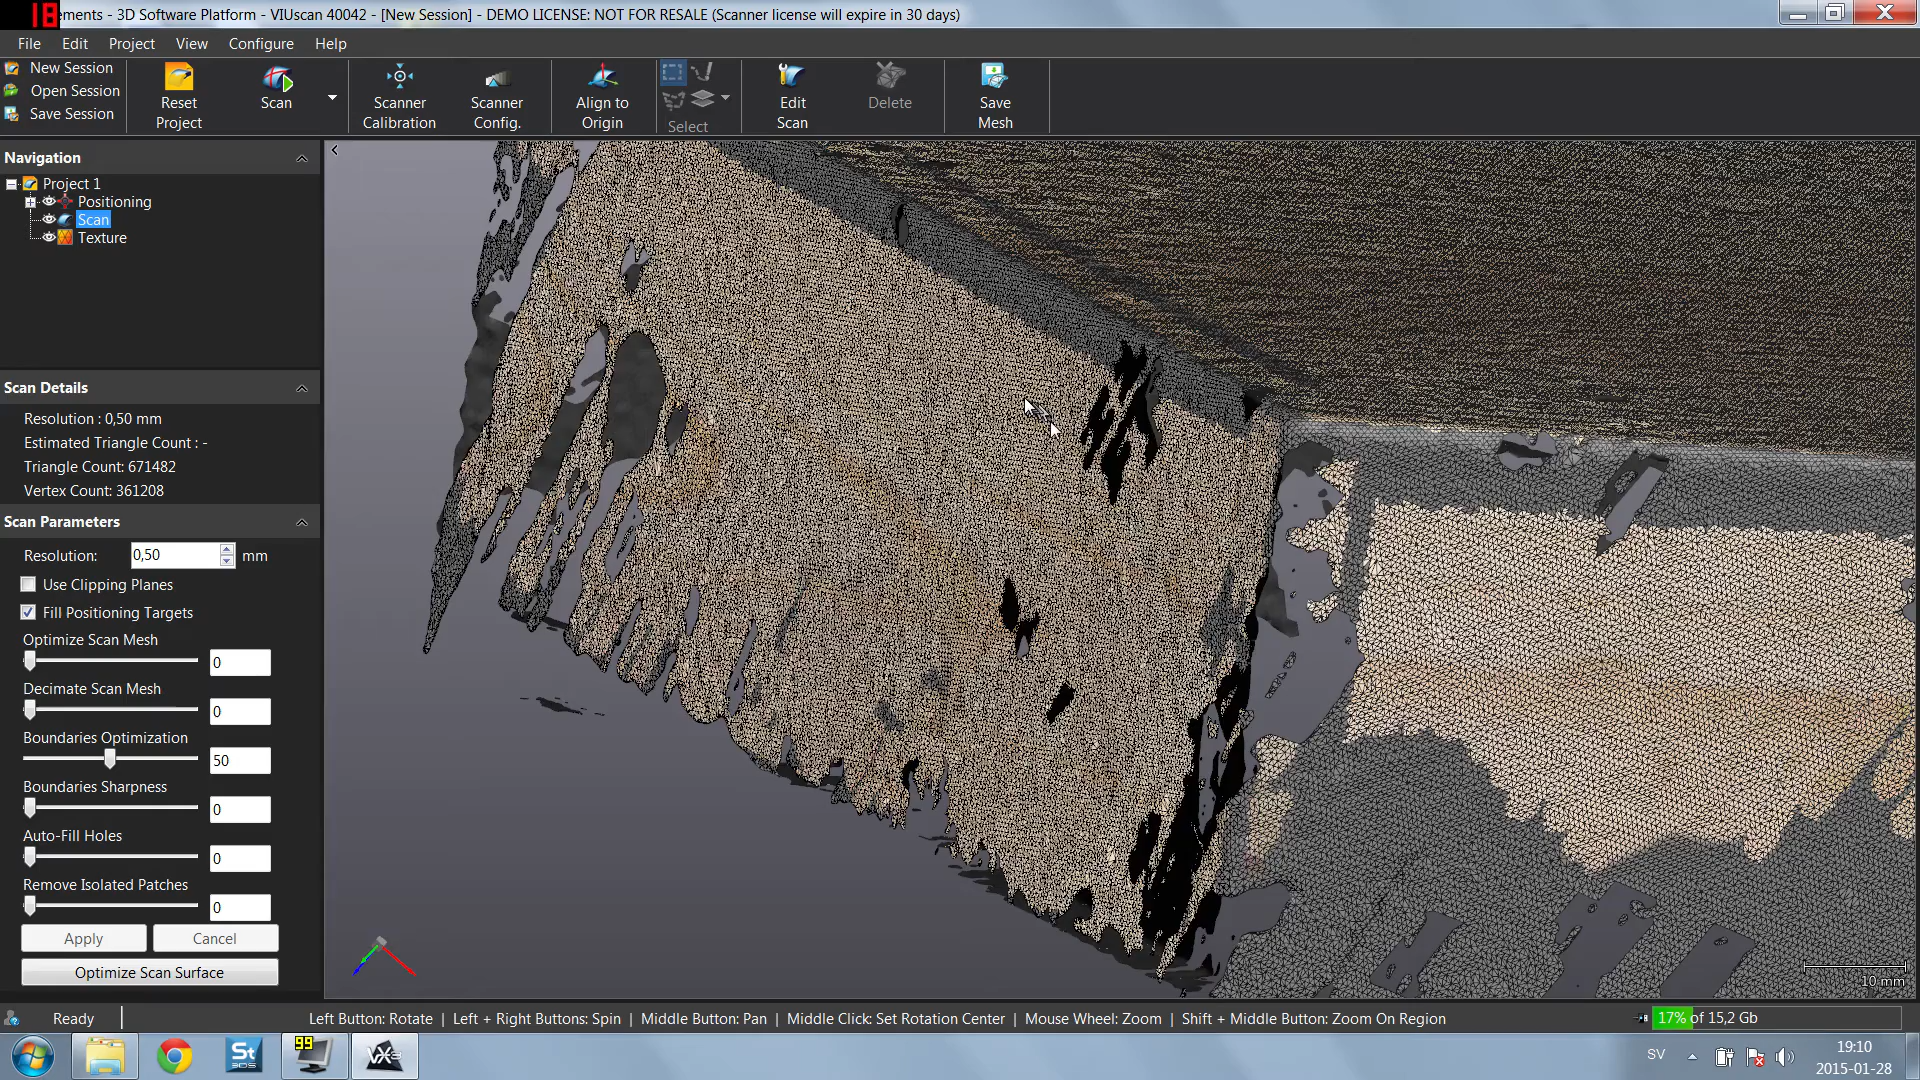 18
ements - 3D Software Platform - VIUscan 40042 - [New Session] - DEMO LICENSE: NOT FOR RESALE (Scanner license will expire in 30 days)
File Edit Project View Configure Help
New Session
Open Session
Save Session
Reset Project
Scan
Scanner Calibration
Scanner Config.
Align to Origin
Select
Edit Scan
Delete
Save Mesh
Navigation
Project 1
Positioning
Scan
Texture
Scan Details
Resolution : 0,50 mm
Estimated Triangle Count : -
Triangle Count: 671482
Vertex Count: 361208
Scan Parameters
Resolution: 0,50 mm
Use Clipping Planes
Fill Positioning Targets
Optimize Scan Mesh
0
Decimate Scan Mesh
0
Boundaries Optimization
50
Boundaries Sharpness
0
Auto-Fill Holes
0
Remove Isolated Patches
0
Apply Cancel
Optimize Scan Surface
10 mm
Ready
Left Button: Rotate | Left + Right Buttons: Spin | Middle Button: Pan | Middle Click: Set Rotation Center | Mouse Wheel: Zoom | Shift + Middle Button: Zoom On Region
17% of 15,2 Gb
St
3DS
99
VX
SV
19:10
2015-01-28